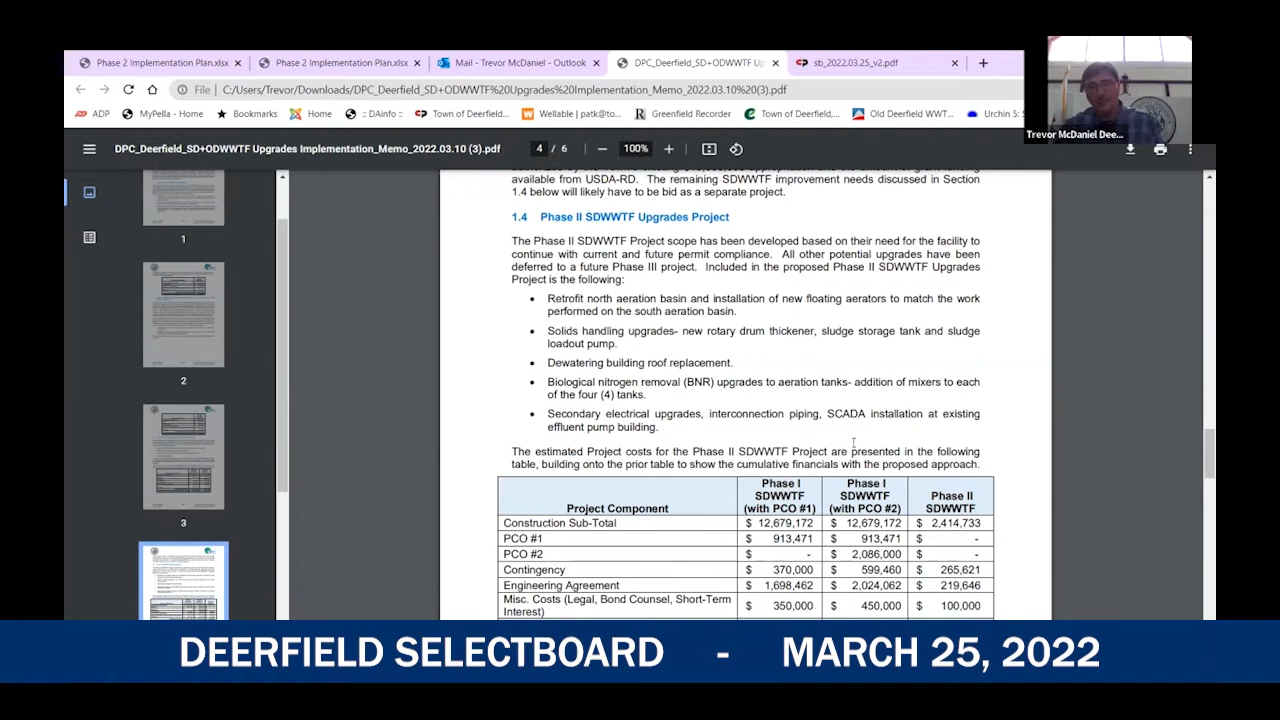 Phase 2 Implementation Plan.xlsx
Phase 2 Implementation Plan.xlsx
Mail - Trevor McDaniel - Outlook
DPC_Deerfield_SD+ODWWTF Up
sb_2022.03.25_v2.pdf
File
C:/Users/Trevor/Downloads/DPC_Deerfield_SD+ODWWTF%20Upgrades%20Implementation_Memo_2022.03.10%20(3).pdf
ADP
MyPella - Home
Bookmarks
Home
:: DAinfo ::
Town of Deerfield...
Wellable | patk@to...
Greenfield Recorder
Town of Deerfield,...
Old Deerfield WWT...
Urchin 5: S
Trevor McDaniel Dee...
DPC_Deerfield_SD+ODWWTF Upgrades Implementation_Memo_2022.03.10 (3).pdf
4 / 6
100%
1
2
3
available from USDA-RD. The remaining SDWWTF improvement needs discussed in Section
1.4 below will likely have to be bid as a separate project.
1.4 Phase II SDWWTF Upgrades Project
The Phase II SDWWTF Project scope has been developed based on their need for the facility to
continue with current and future permit compliance. All other potential upgrades have been
deferred to a future Phase III project. Included in the proposed Phase II SDWWTF Upgrades
Project is the following:
• Retrofit north aeration basin and installation of new floating aerators to match the work
performed on the south aeration basin.
• Solids handling upgrades- new rotary drum thickener, sludge storage tank and sludge
loadout pump.
• Dewatering building roof replacement.
• Biological nitrogen removal (BNR) upgrades to aeration tanks- addition of mixers to each
of the four (4) tanks.
• Secondary electrical upgrades, interconnection piping, SCADA installation at existing
effluent pump building.
The estimated Project costs for the Phase II SDWWTF Project are presented in the following
table, building onto the prior table to show the cumulative financials with the proposed approach.
Project Component | Phase I SDWWTF (with PCO #1) | Phase I SDWWTF (with PCO #2) | Phase II SDWWTF
Construction Sub-Total $ 12,679,172 $ 12,679,172 $ 2,414,733
PCO #1 $ 913,471 $ 913,471 $ -
PCO #2 $ - $ 2,086,000 $ -
Contingency $ 370,000 $ 599,460 $ 265,621
Engineering Agreement $ 1,698,462 $ 2,024,062 $ 219,646
Misc. Costs (Legal, Bond Counsel, Short-Term
Interest) $ 350,000 $ 450,000 $ 100,000
DEERFIELD SELECTBOARD - MARCH 25, 2022